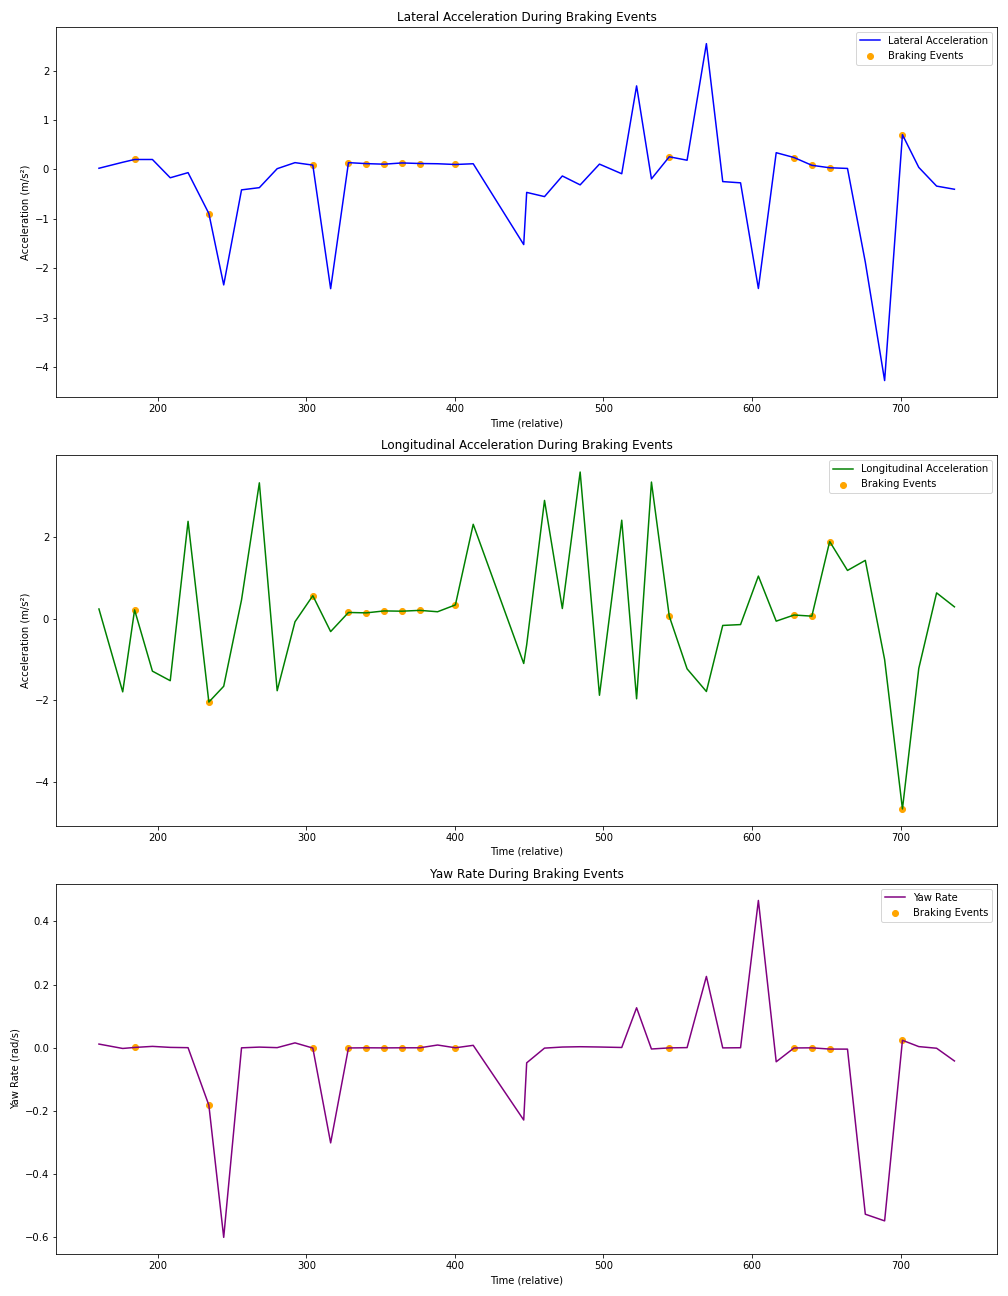 Lateral Acceleration During Braking Events
Lateral Acceleration
Braking Events
Acceleration (m/s²)
2
1
0
−1
−2
−3
−4
200 300 400 500 600 700
Time (relative)
Longitudinal Acceleration During Braking Events
Longitudinal Acceleration
Braking Events
Acceleration (m/s²)
2
0
−2
−4
200 300 400 500 600 700
Time (relative)
Yaw Rate During Braking Events
Yaw Rate
Braking Events
Yaw Rate (rad/s)
0.4
0.2
0.0
−0.2
−0.4
−0.6
200 300 400 500 600 700
Time (relative)